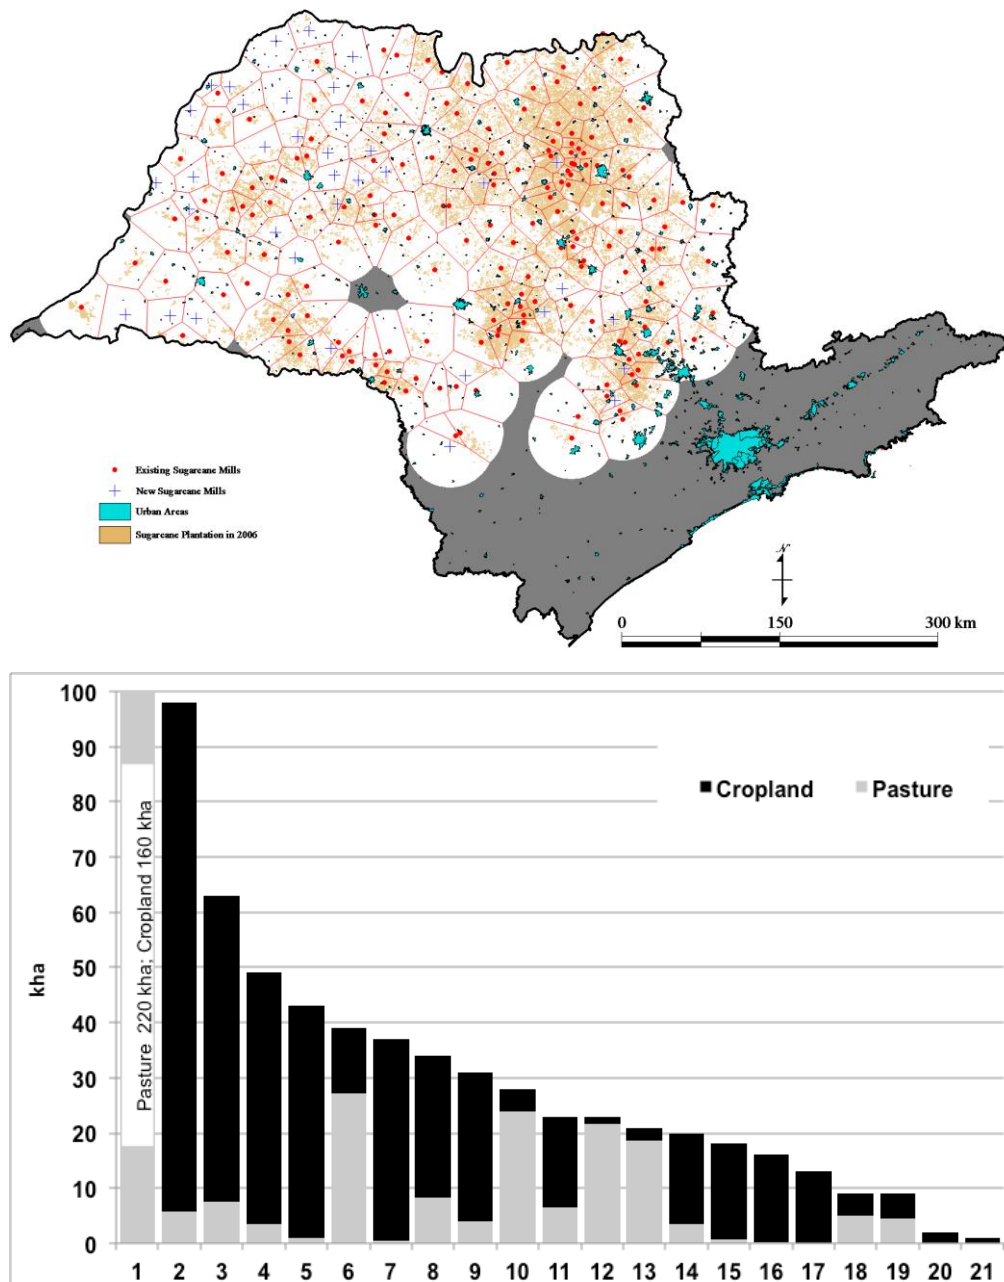 Existing Sugarcane Mills
New Sugarcane Mills
Urban Areas
Sugarcane Plantation in 2006
N
0 150 300 km
100
90
80
70
60
50
40
30
20
10
0
kha
Pasture 220 kha; Cropland 160 kha
Cropland Pasture
1 2 3 4 5 6 7 8 9 10 11 12 13 14 15 16 17 18 19 20 21